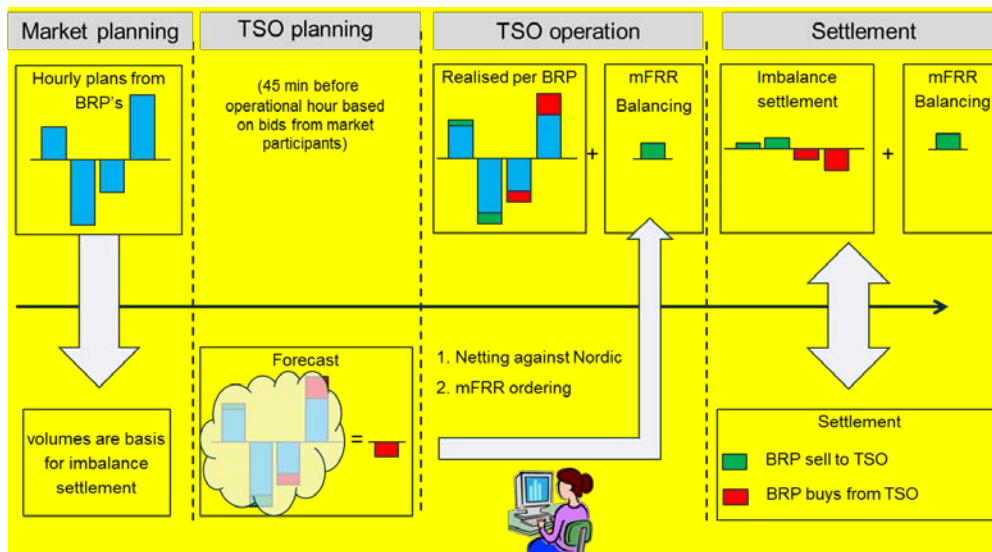 Market planning
TSO planning
TSO operation
Settlement
Hourly plans from
BRP's
(45 min before
operational hour based
on bids from market
participants)
Realised per BRP
+
mFRR
Balancing
Imbalance
settlement
+
mFRR
Balancing
volumes are basis
for imbalance
settlement
Forecast
=
1. Netting against Nordic
2. mFRR ordering
Settlement
BRP sell to TSO
BRP buys from TSO